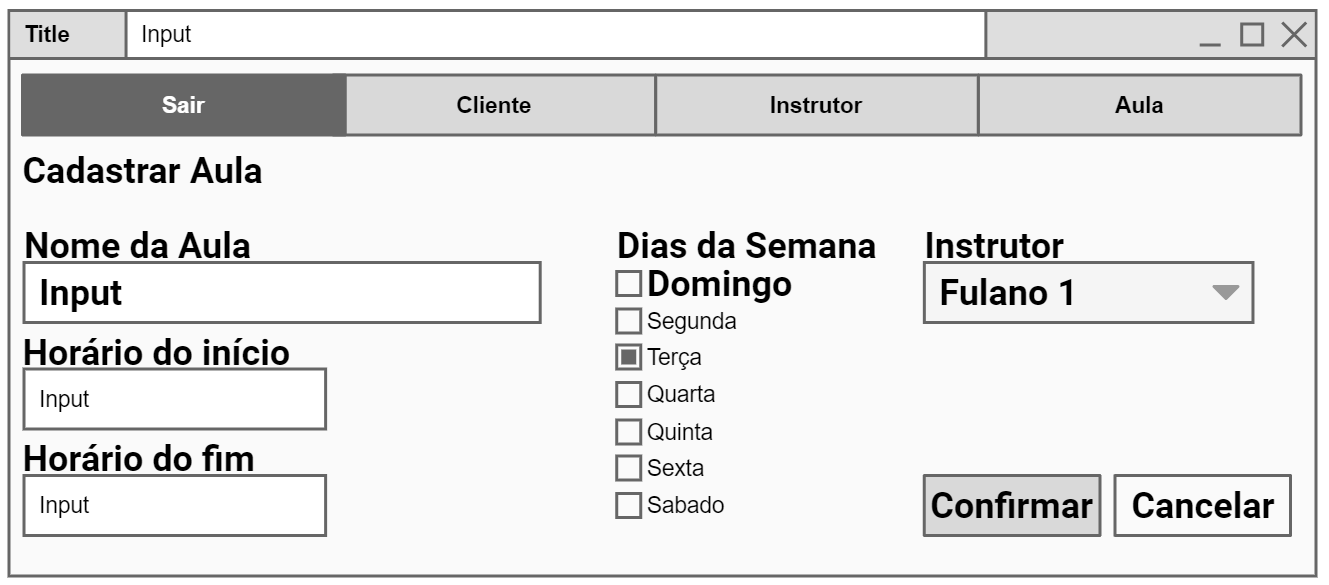 Title Input
Sair Cliente Instrutor Aula
Cadastrar Aula
Nome da Aula
Input
Horário do início
Input
Horário do fim
Input
Dias da Semana
Domingo
Segunda
Terça
Quarta
Quinta
Sexta
Sabado
Instrutor
Fulano 1
Confirmar Cancelar